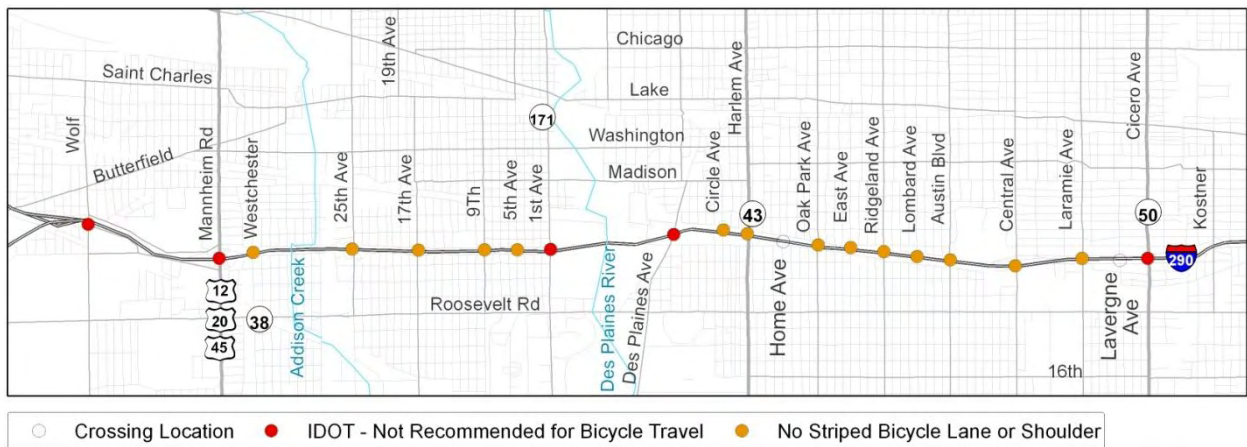 Chicago
Saint Charles
19th Ave
Lake
Harlem Ave
Cicero Ave
171
Wolf
Washington
Butterfield
Madison
Mannheim Rd
Westchester
25th Ave
17th Ave
9Th
5th Ave
1st Ave
Circle Ave
43
Oak Park Ave
East Ave
Ridgeland Ave
Lombard Ave
Austin Blvd
Central Ave
Laramie Ave
50
Kostner
290
12
20
45
38
Addison Creek
Roosevelt Rd
Des Plaines River
Des Plaines Ave
Home Ave
Lavergne
Ave
16th
Crossing Location
IDOT - Not Recommended for Bicycle Travel
No Striped Bicycle Lane or Shoulder